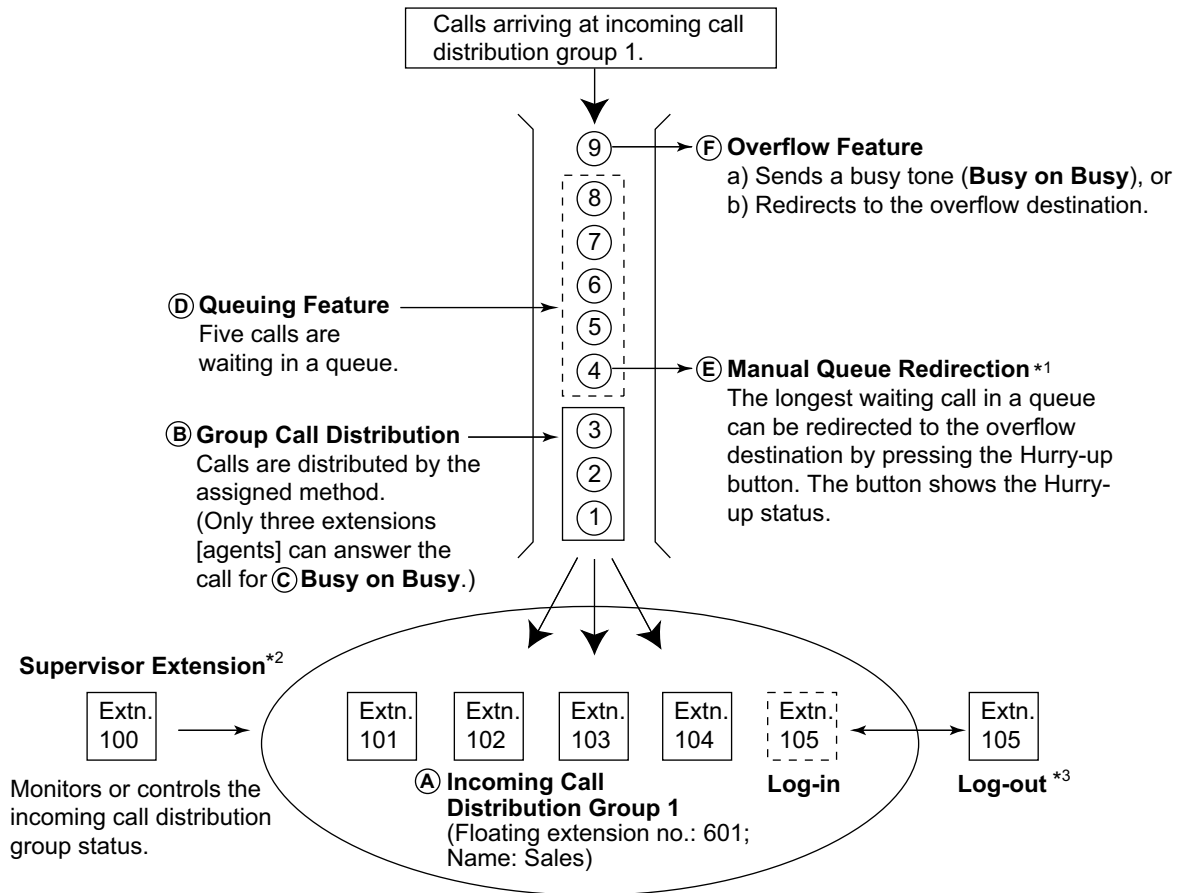 Calls arriving at incoming call
distribution group 1.
9
F Overflow Feature
a) Sends a busy tone (Busy on Busy), or
b) Redirects to the overflow destination.
8
7
6
5
4
D Queuing Feature
Five calls are
waiting in a queue.
E Manual Queue Redirection *1
The longest waiting call in a queue
can be redirected to the overflow
destination by pressing the Hurry-up
button. The button shows the Hurry-
up status.
B Group Call Distribution
Calls are distributed by the
assigned method.
(Only three extensions
[agents] can answer the
call for C Busy on Busy.)
3
2
1
Supervisor Extension*2
Extn.
100
Monitors or controls the
incoming call distribution
group status.
Extn.
101
Extn.
102
Extn.
103
Extn.
104
Extn.
105
Log-in
Extn.
105
Log-out *3
A Incoming Call
Distribution Group 1
(Floating extension no.: 601;
Name: Sales)